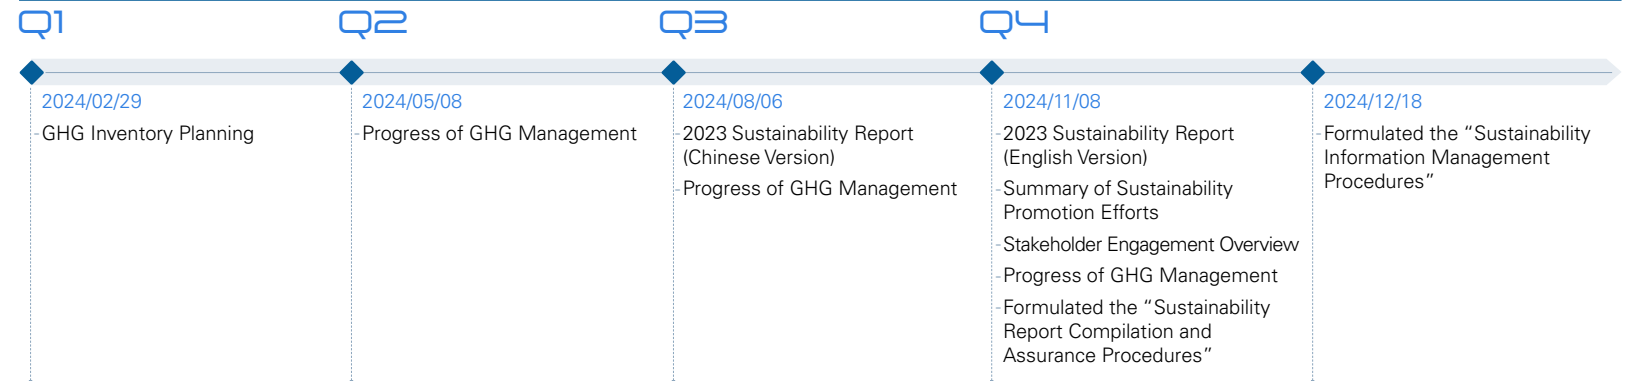 Q1
Q2
Q3
Q4
2024/02/29
-GHG Inventory Planning
2024/05/08
-Progress of GHG Management
2024/08/06
-2023 Sustainability Report
(Chinese Version)
-Progress of GHG Management
2024/11/08
-2023 Sustainability Report
(English Version)
-Summary of Sustainability
Promotion Efforts
-Stakeholder Engagement Overview
-Progress of GHG Management
-Formulated the “Sustainability
Report Compilation and
Assurance Procedures”
2024/12/18
-Formulated the “Sustainability
Information Management
Procedures”